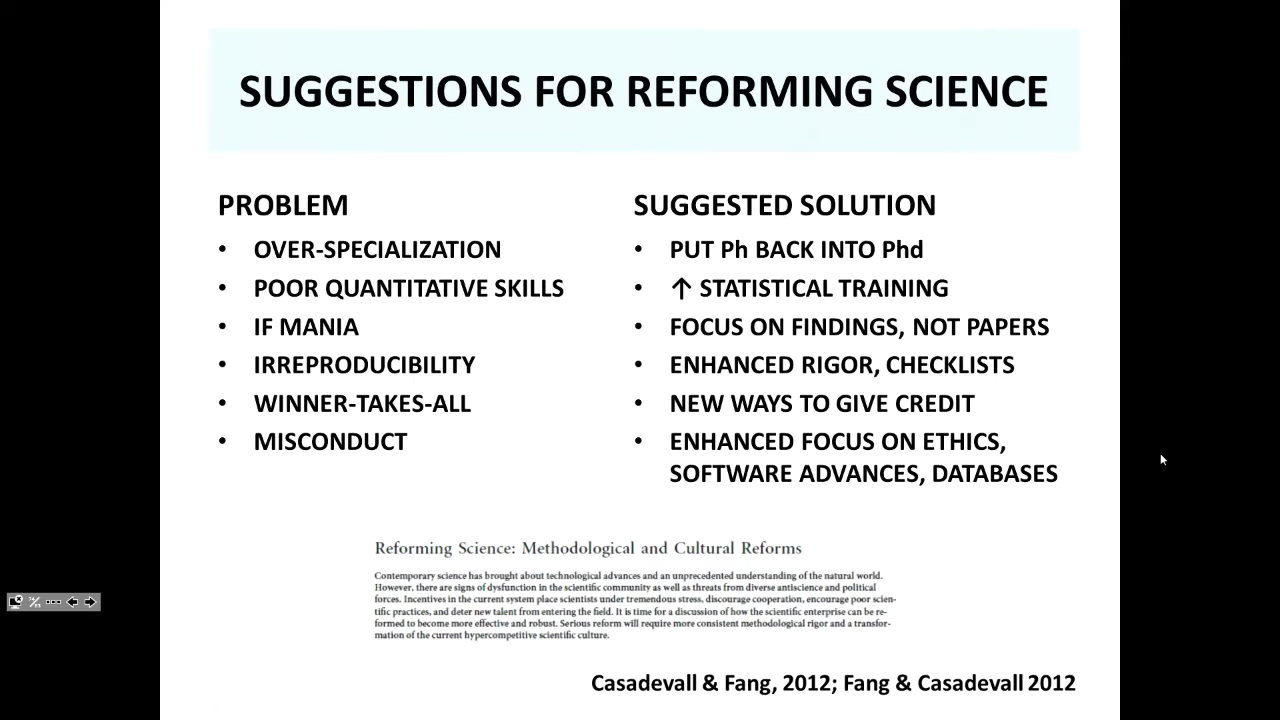 SUGGESTIONS FOR REFORMING SCIENCE
PROBLEM
• OVER-SPECIALIZATION
• POOR QUANTITATIVE SKILLS
• IF MANIA
• IRREPRODUCIBILITY
• WINNER-TAKES-ALL
• MISCONDUCT
SUGGESTED SOLUTION
• PUT Ph BACK INTO Phd
• ↑ STATISTICAL TRAINING
• FOCUS ON FINDINGS, NOT PAPERS
• ENHANCED RIGOR, CHECKLISTS
• NEW WAYS TO GIVE CREDIT
• ENHANCED FOCUS ON ETHICS,
SOFTWARE ADVANCES, DATABASES
Reforming Science: Methodological and Cultural Reforms
Contemporary science has brought about technological advances and an unprecedented understanding of the natural world.
However, there are signs of dysfunction in the scientific community as well as threats from diverse antiscience and political
forces. Incentives in the current system place scientists under tremendous stress, discourage cooperation, encourage poor scien-
tific practices, and deter new talent from entering the field. It is time for a discussion of how the scientific enterprise can be re-
formed to become more effective and robust. Serious reform will require more consistent methodological rigor and a transfor-
mation of the current hypercompetitive scientific culture.
Casadevall & Fang, 2012; Fang & Casadevall 2012